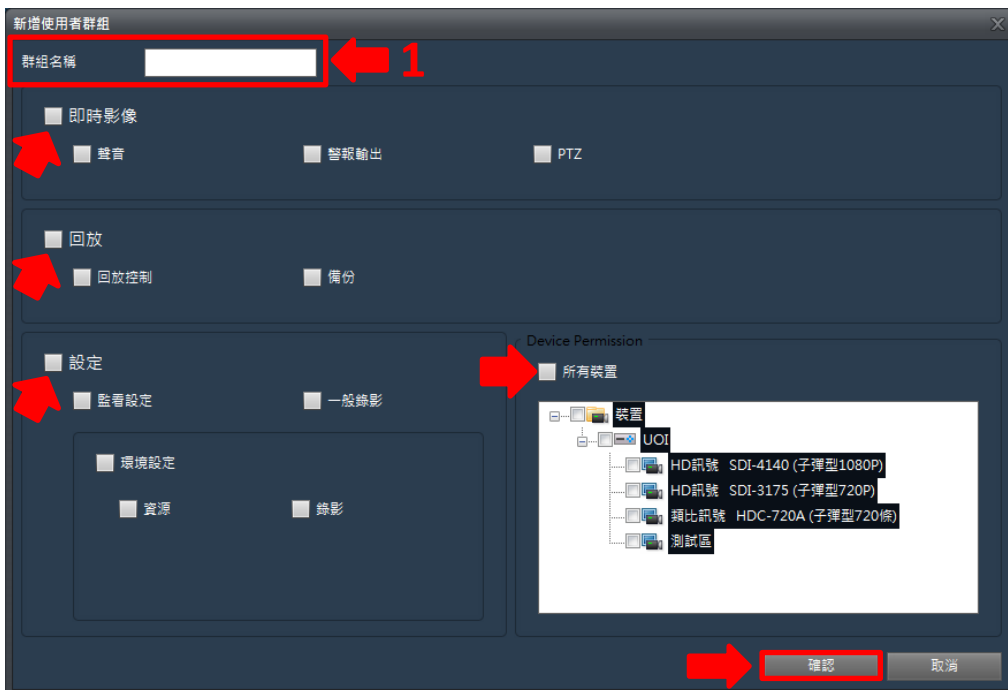 新增使用者群組
X
群組名稱
1
即時影像
聲音 警報輸出 PTZ
回放
回放控制 備份
設定
監看設定 一般錄影
環境設定
資源 錄影
Device Permission
所有裝置
裝置
UOI
HD訊號 SDI-4140 (子彈型1080P)
HD訊號 SDI-3175 (子彈型720P)
類比訊號 HDC-720A (子彈型720條)
測試區
確認 取消